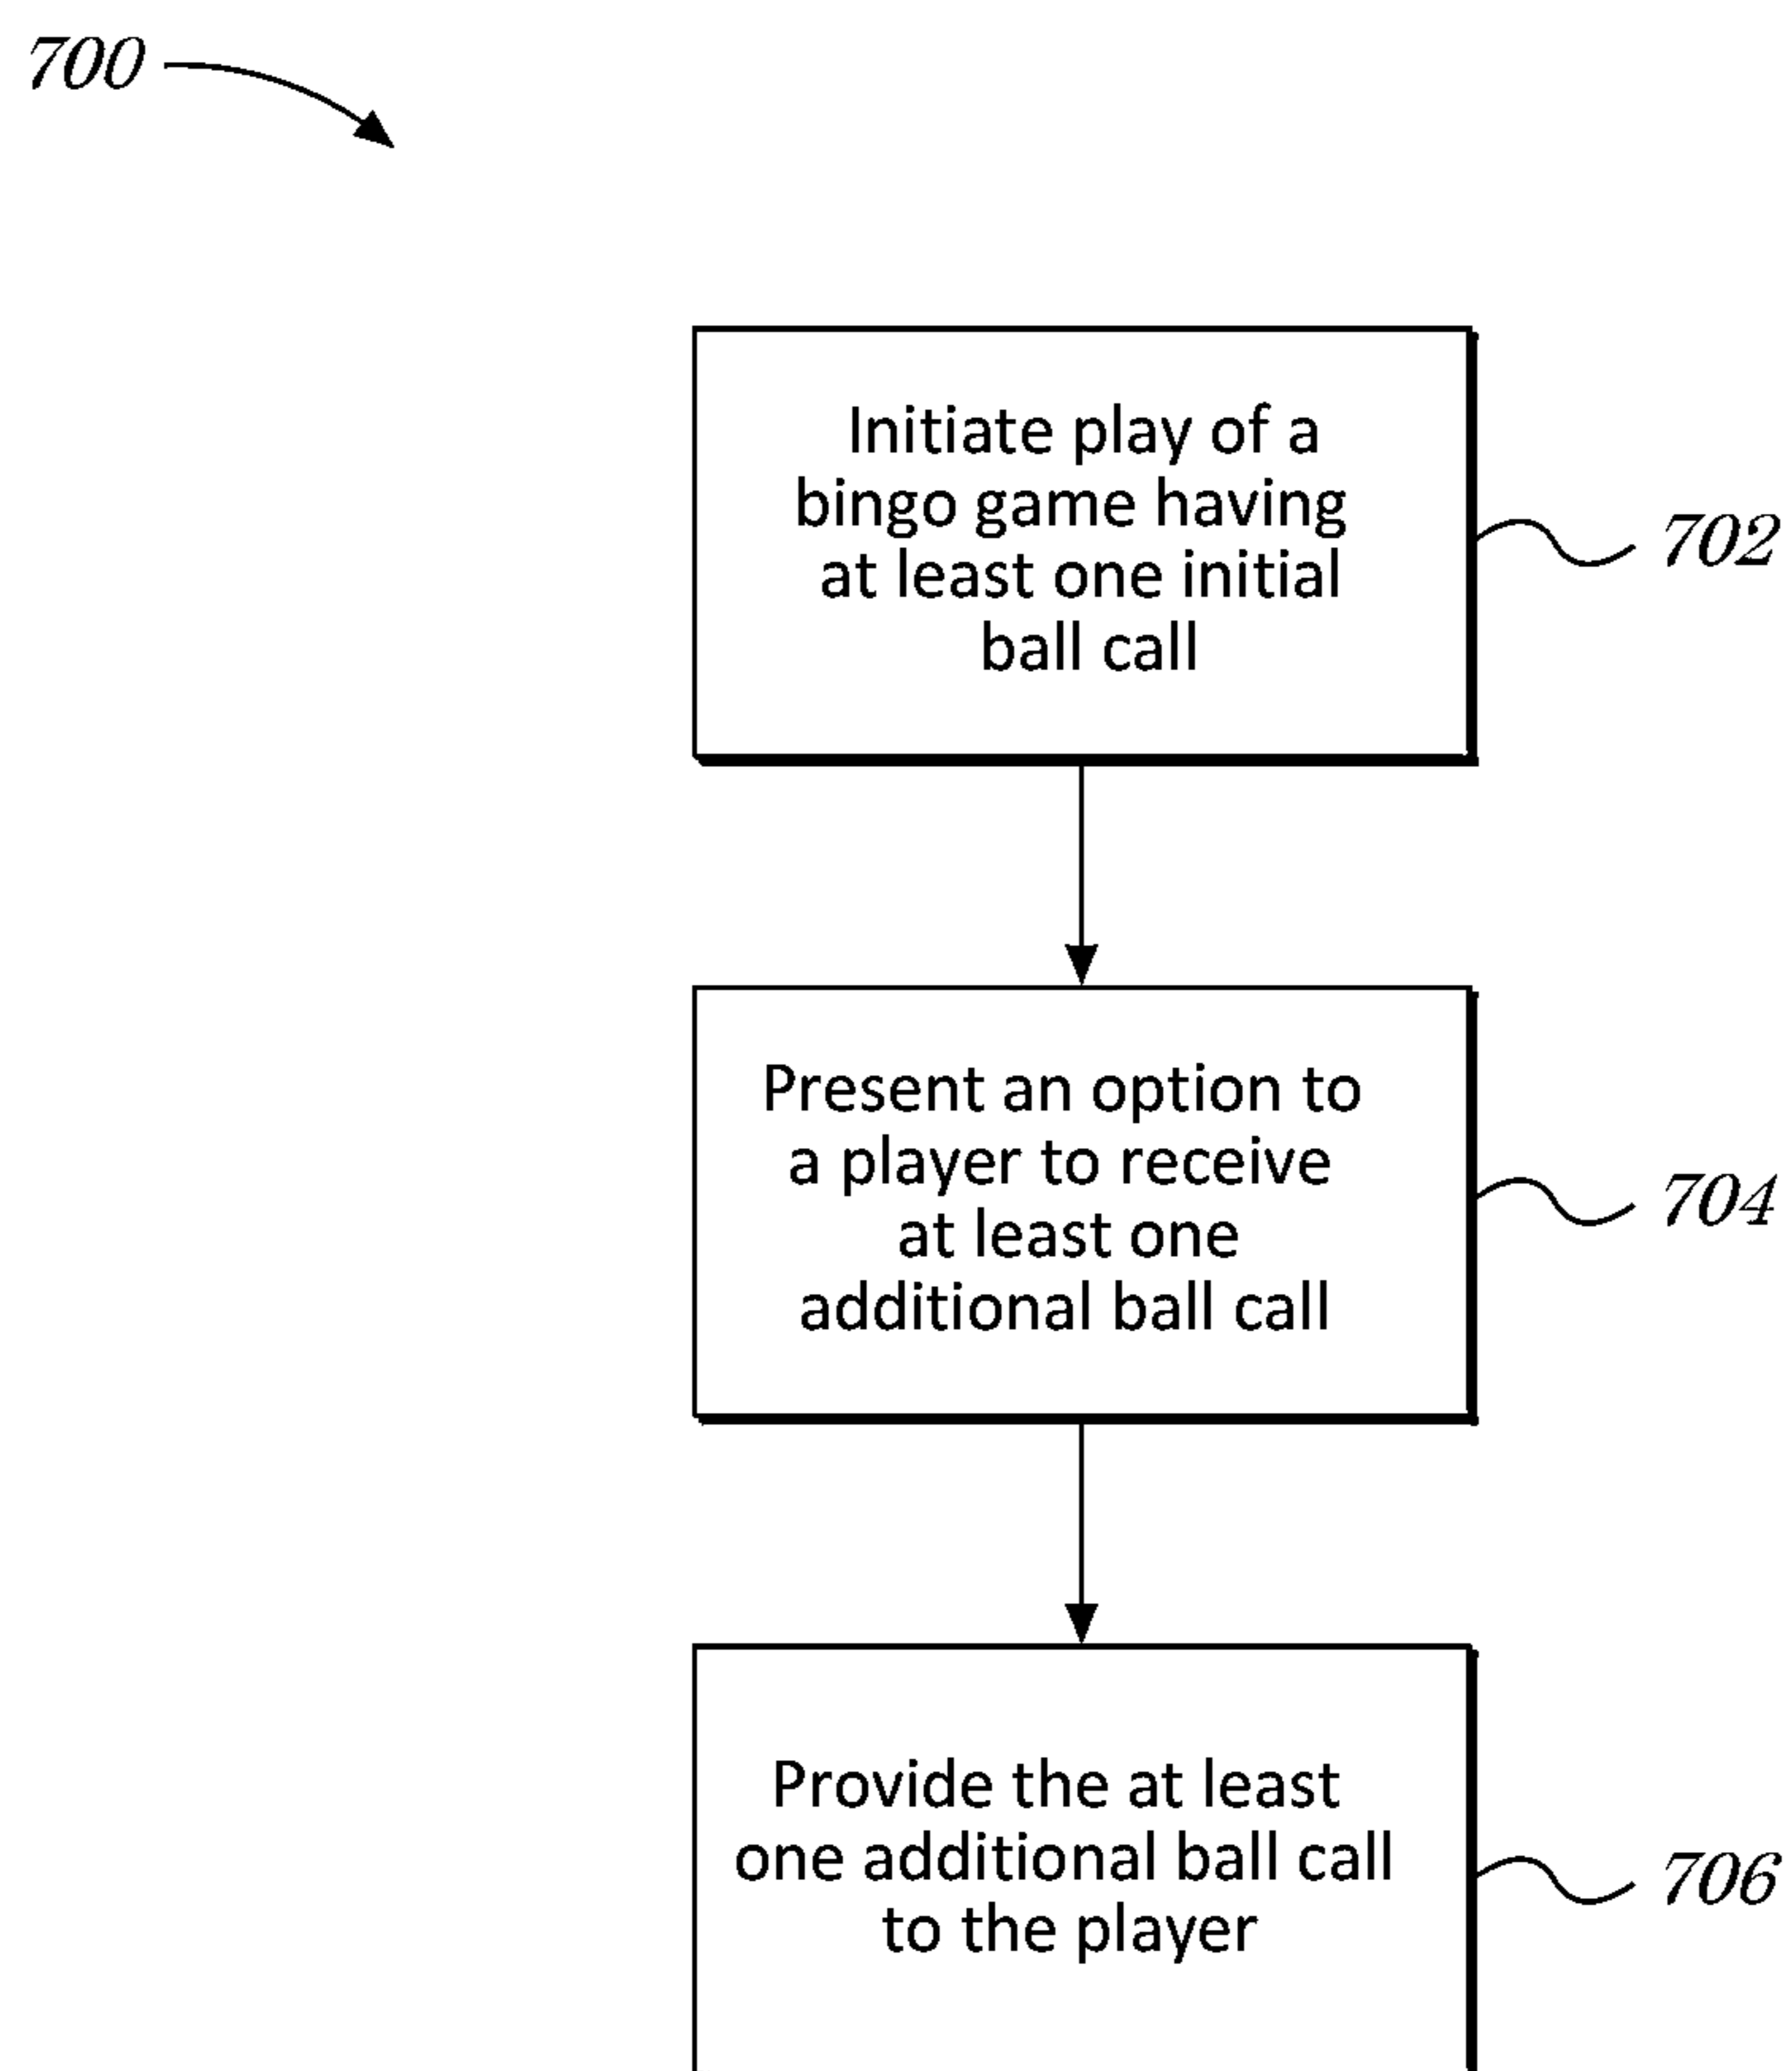 700
Initiate play of a
bingo game having
at least one initial
ball call
702
Present an option to
a player to receive
at least one
additional ball call
704
Provide the at least
one additional ball call
to the player
706